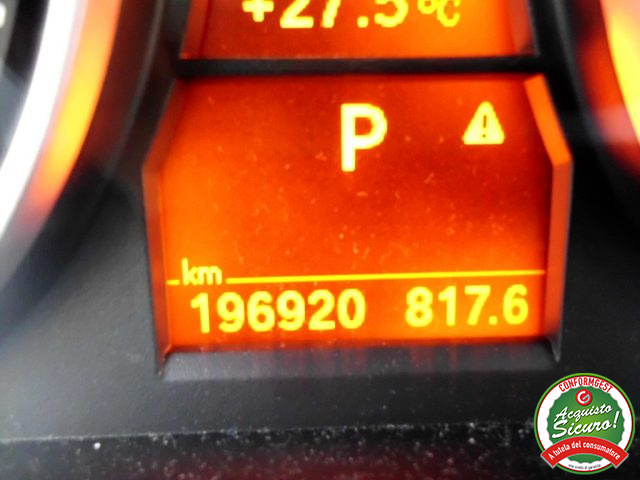 +27.5 °C
P
km
196920 817.6
CONFORMGEST
Acquisto
Sicuro!
A tutela del consumatore